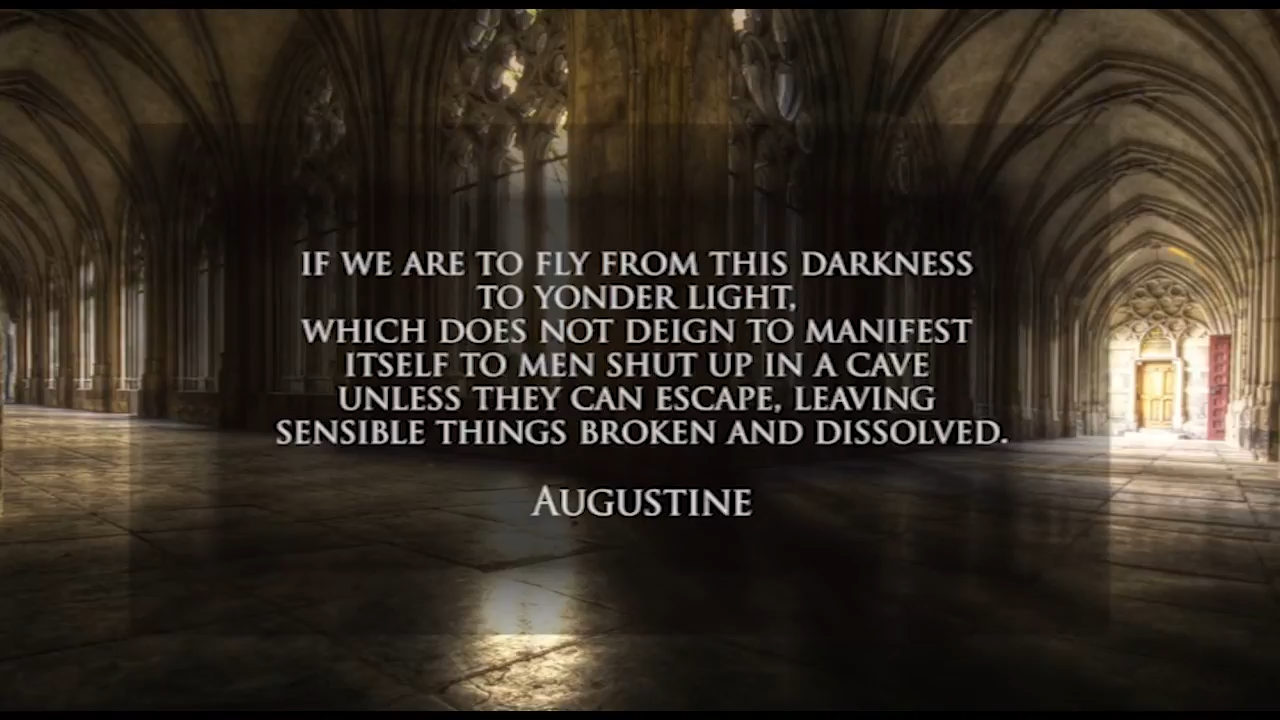 IF WE ARE TO FLY FROM THIS DARKNESS
TO YONDER LIGHT,
WHICH DOES NOT DEIGN TO MANIFEST
ITSELF TO MEN SHUT UP IN A CAVE
UNLESS THEY CAN ESCAPE, LEAVING
SENSIBLE THINGS BROKEN AND DISSOLVED.
AUGUSTINE